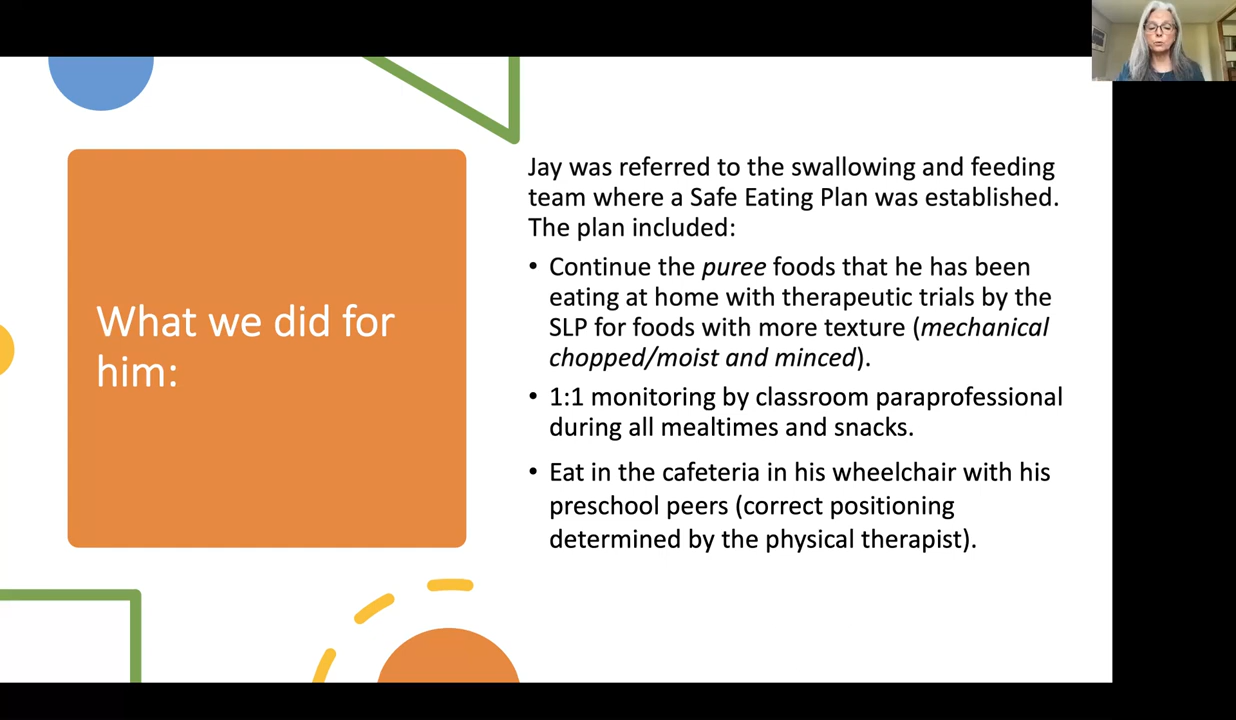 What we did for
him:
Jay was referred to the swallowing and feeding
team where a Safe Eating Plan was established.
The plan included:
• Continue the puree foods that he has been
eating at home with therapeutic trials by the
SLP for foods with more texture (mechanical
chopped/moist and minced).
• 1:1 monitoring by classroom paraprofessional
during all mealtimes and snacks.
• Eat in the cafeteria in his wheelchair with his
preschool peers (correct positioning
determined by the physical therapist).